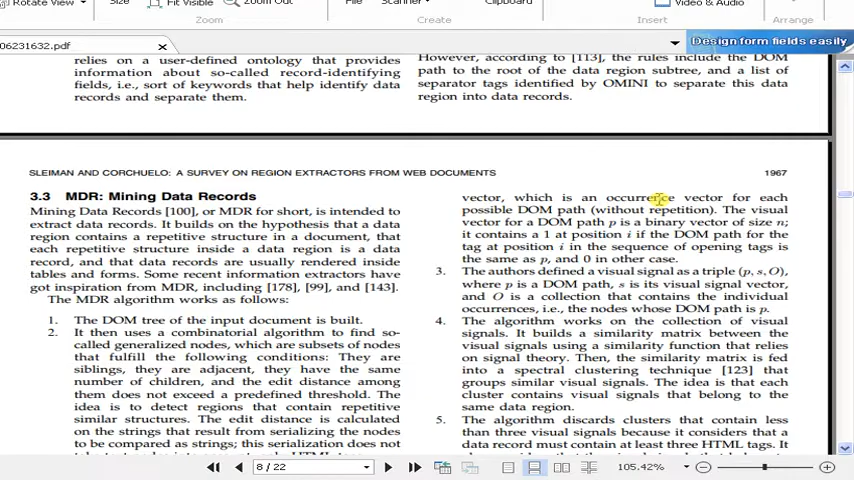 Rotate View
Size
Fit Visible
Zoom Out
File
Scanner
Clipboard
Video & Audio
Zoom
Create
Insert
Arrange
06231632.pdf
Design form fields easily
relies on a user-defined ontology that provides
information about so-called record-identifying
fields, i.e., sort of keywords that help identify data
records and separate them.
However, according to [113], the rules include the DOM
path to the root of the data region subtree, and a list of
separator tags identified by OMINI to separate this data
region into data records.
SLEIMAN AND CORCHUELO: A SURVEY ON REGION EXTRACTORS FROM WEB DOCUMENTS
1967
3.3 MDR: Mining Data Records
Mining Data Records [100], or MDR for short, is intended to
extract data records. It builds on the hypothesis that a data
region contains a repetitive structure in a document, that
each repetitive structure inside a data region is a data
record, and that data records are usually rendered inside
tables and forms. Some recent information extractors have
got inspiration from MDR, including [178], [99], and [143].
The MDR algorithm works as follows:
1. The DOM tree of the input document is built.
2. It then uses a combinatorial algorithm to find so-
called generalized nodes, which are subsets of nodes
that fulfill the following conditions: They are
siblings, they are adjacent, they have the same
number of children, and the edit distance among
them does not exceed a predefined threshold. The
idea is to detect regions that contain repetitive
similar structures. The edit distance is calculated
on the strings that result from serializing the nodes
to be compared as strings; this serialization does not
vector, which is an occurrence vector for each
possible DOM path (without repetition). The visual
vector for a DOM path p is a binary vector of size n;
it contains a 1 at position i if the DOM path for the
tag at position i in the sequence of opening tags is
the same as p, and 0 in other case.
3. The authors defined a visual signal as a triple (p, s, O),
where p is a DOM path, s is its visual signal vector,
and O is a collection that contains the individual
occurrences, i.e., the nodes whose DOM path is p.
4. The algorithm works on the collection of visual
signals. It builds a similarity matrix between the
visual signals using a similarity function that relies
on signal theory. Then, the similarity matrix is fed
into a spectral clustering technique [123] that
groups similar visual signals. The idea is that each
cluster contains visual signals that belong to the
same data region.
5. The algorithm discards clusters that contain less
than three visual signals because it considers that a
data record must contain at least three HTML tags. It
8 / 22
105.42%